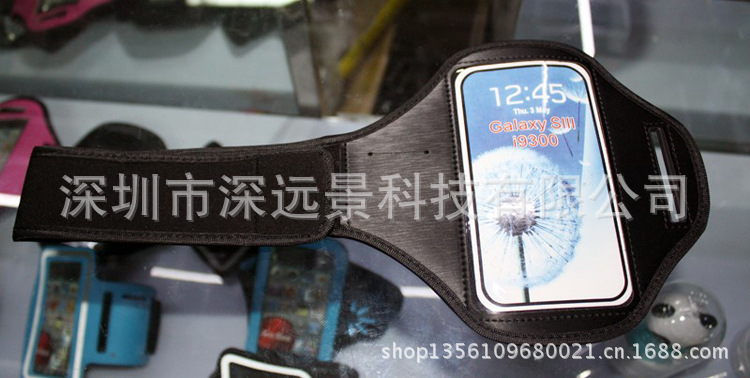 12:45
Thu. 3 May
Galaxy SIII
i9300
深圳市深远景科技有限公司
shop1356109680021.cn.1688.com